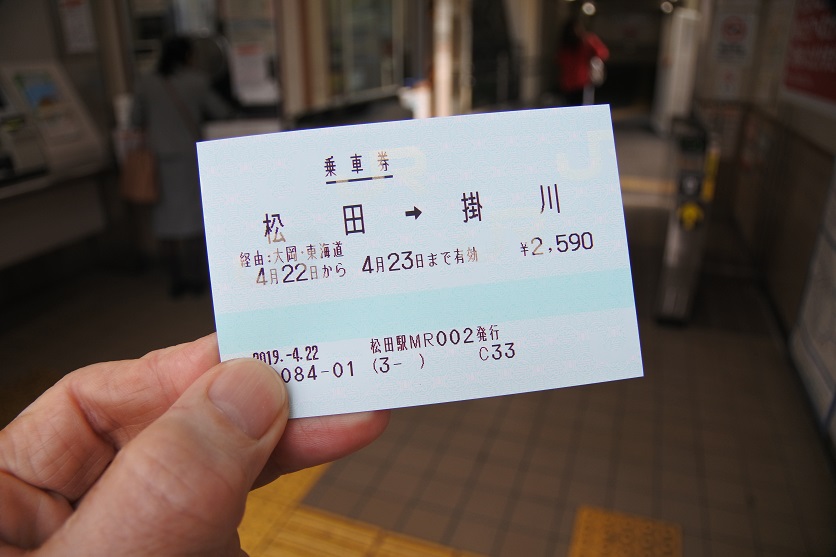 乗車券
松田 → 掛川
経由:大岡・東海道
4月22日から 4月23日まで有効 ¥2,590
2019.-4.22 松田駅MR002発行
084-01 (3- ) C33